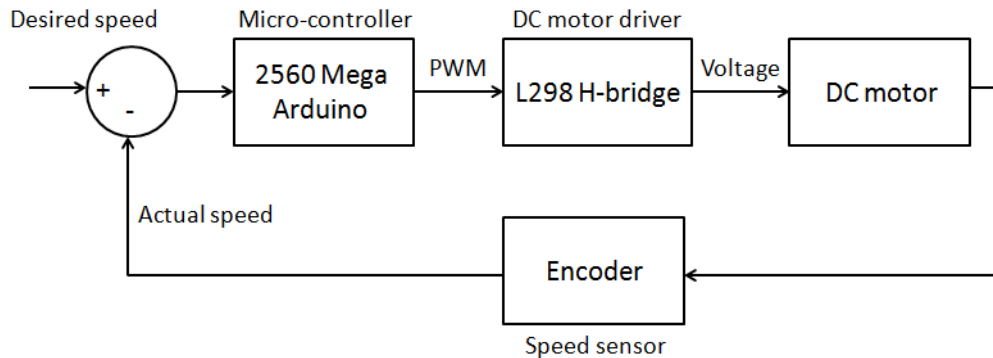 Desired speed
Micro-controller
DC motor driver
+
-
2560 Mega
Arduino
PWM
L298 H-bridge
Voltage
DC motor
Actual speed
Encoder
Speed sensor